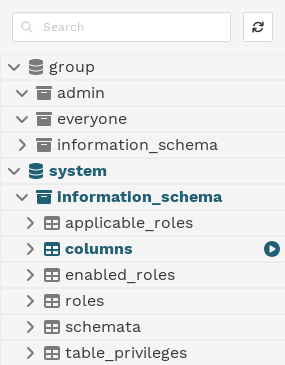 Search
group
admin
everyone
information_schema
system
information_schema
applicable_roles
columns
enabled_roles
roles
schemata
table_privileges